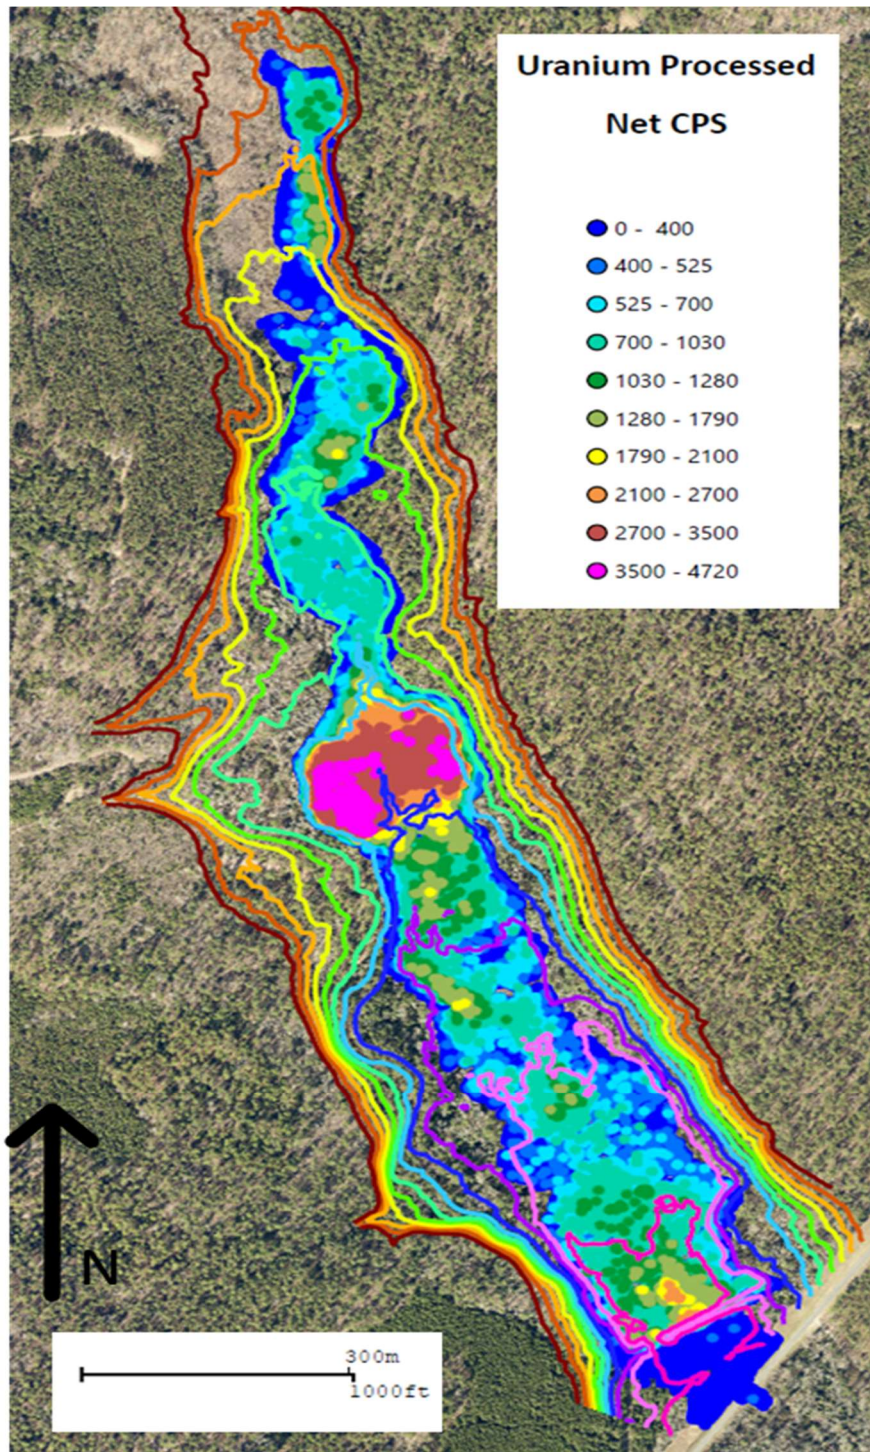 Uranium Processed
Net CPS
0 - 400
400 - 525
525 - 700
700 - 1030
1030 - 1280
1280 - 1790
1790 - 2100
2100 - 2700
2700 - 3500
3500 - 4720
N
300m
1000ft